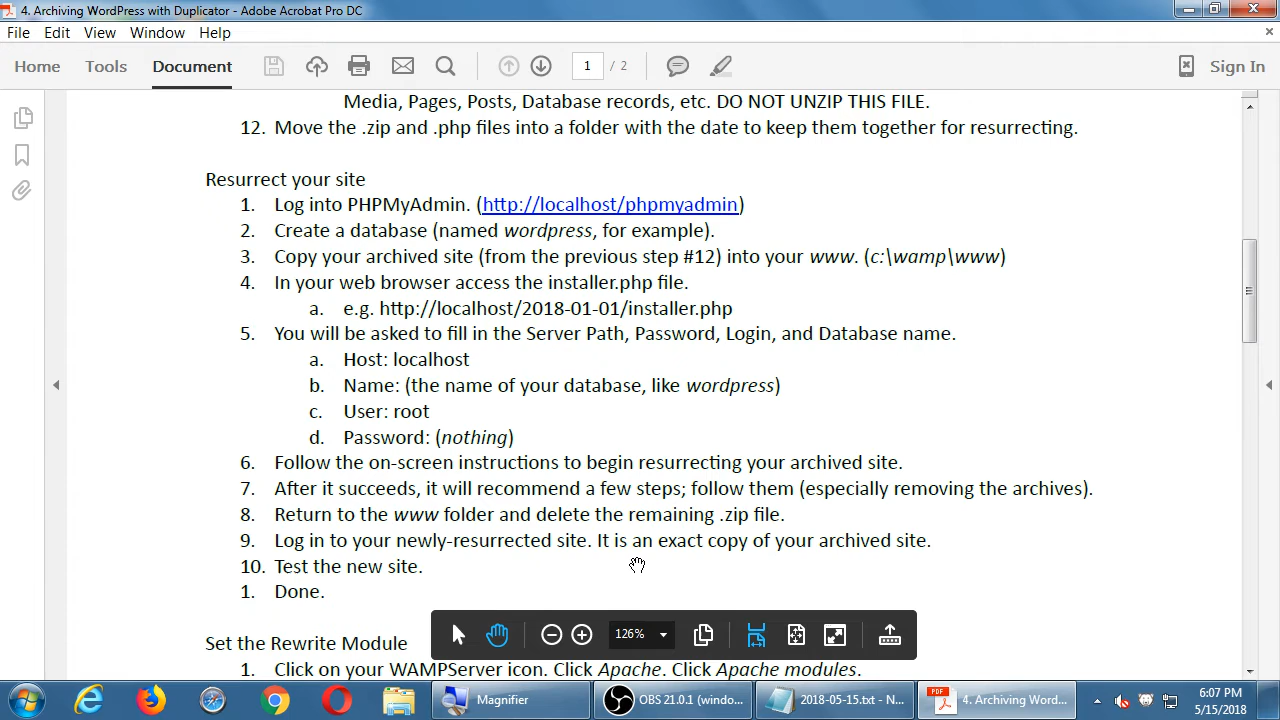 4. Archiving WordPress with Duplicator - Adobe Acrobat Pro DC
File Edit View Window Help
Home Tools Document 1 / 2 Sign In
Media, Pages, Posts, Database records, etc. DO NOT UNZIP THIS FILE.
12. Move the .zip and .php files into a folder with the date to keep them together for resurrecting.
Resurrect your site
1. Log into PHPMyAdmin. (http://localhost/phpmyadmin)
2. Create a database (named wordpress, for example).
3. Copy your archived site (from the previous step #12) into your www. (c:\wamp\www)
4. In your web browser access the installer.php file.
a. e.g. http://localhost/2018-01-01/installer.php
5. You will be asked to fill in the Server Path, Password, Login, and Database name.
a. Host: localhost
b. Name: (the name of your database, like wordpress)
c. User: root
d. Password: (nothing)
6. Follow the on-screen instructions to begin resurrecting your archived site.
7. After it succeeds, it will recommend a few steps; follow them (especially removing the archives).
8. Return to the www folder and delete the remaining .zip file.
9. Log in to your newly-resurrected site. It is an exact copy of your archived site.
10. Test the new site.
1. Done.
126%
Set the Rewrite Module
1. Click on your WAMPServer icon. Click Apache. Click Apache modules.
Magnifier
OBS 21.0.1 (windo...
2018-05-15.txt - N...
PDF
4. Archiving Word...
6:07 PM
5/15/2018